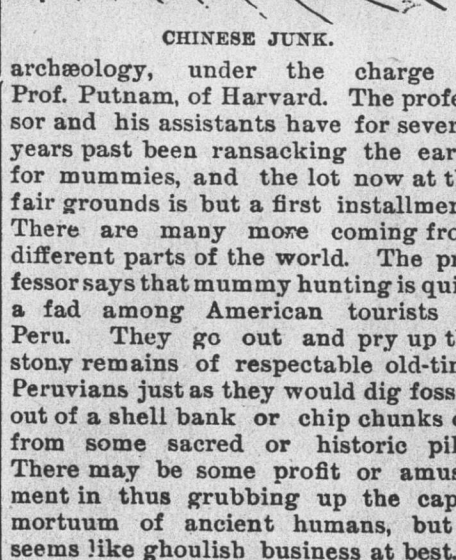 CHINESE JUNK.
archæology, under the charge
Prof. Putnam, of Harvard. The profe
sor and his assistants have for sever
years past been ransacking the ear
for mummies, and the lot now at t
fair grounds is but a first installmen
There are many more coming fro
different parts of the world. The pr
fessor says that mummy hunting is qui
a fad among American tourists
Peru. They go out and pry up t
stony remains of respectable old-tim
Peruvians just as they would dig foss
out of a shell bank or chip chunks o
from some sacred or historic pil
There may be some profit or amus
ment in thus grubbing up the cap
mortuum of ancient humans, but
seems like ghoulish business at best.